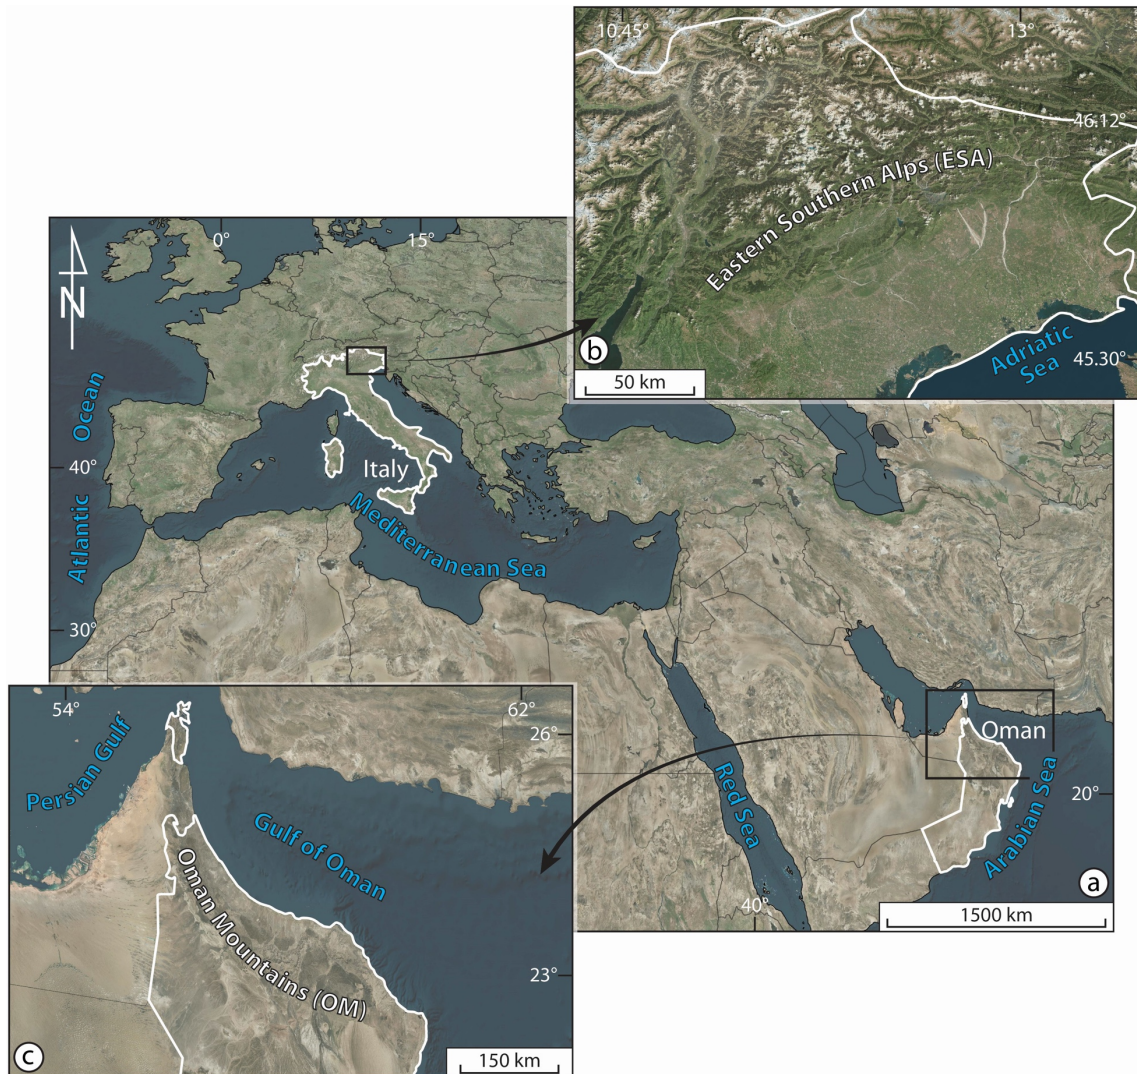 10.45°
13°
46.12°
Eastern Southern Alps (ESA)
Adriatic
Sea
45.30°
b
50 km
0°
15°
N
Atlantic Ocean
40°
30°
Italy
Mediterranean Sea
Red Sea
Oman
20°
Arabian Sea
40°
a
1500 km
54°
62°
26°
Persian Gulf
Gulf of Oman
Oman Mountains (OM)
23°
c
150 km